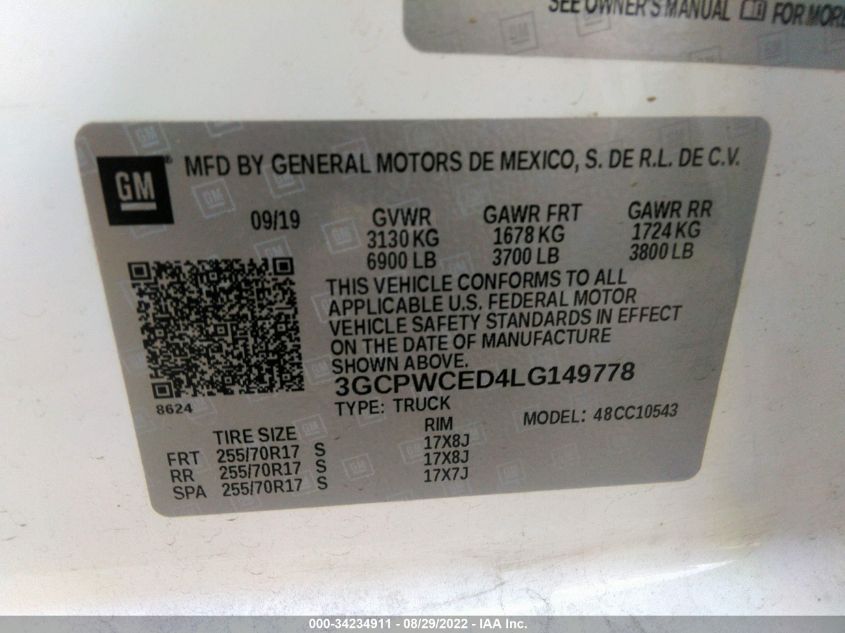 SEE OWNER'S MANUAL FOR MORE
GM
MFD BY GENERAL MOTORS DE MEXICO, S. DE R.L. DE C.V.
09/19 GVWR GAWR FRT GAWR RR
3130 KG 1678 KG 1724 KG
6900 LB 3700 LB 3800 LB
THIS VEHICLE CONFORMS TO ALL
APPLICABLE U.S. FEDERAL MOTOR
VEHICLE SAFETY STANDARDS IN EFFECT
ON THE DATE OF MANUFACTURE
SHOWN ABOVE.
3GCPWCED4LG149778
8624
TYPE: TRUCK MODEL: 48CC10543
TIRE SIZE RIM
FRT 255/70R17 S 17X8J
RR 255/70R17 S 17X8J
SPA 255/70R17 S 17X7J
000-34234911 - 08/29/2022 - IAA Inc.